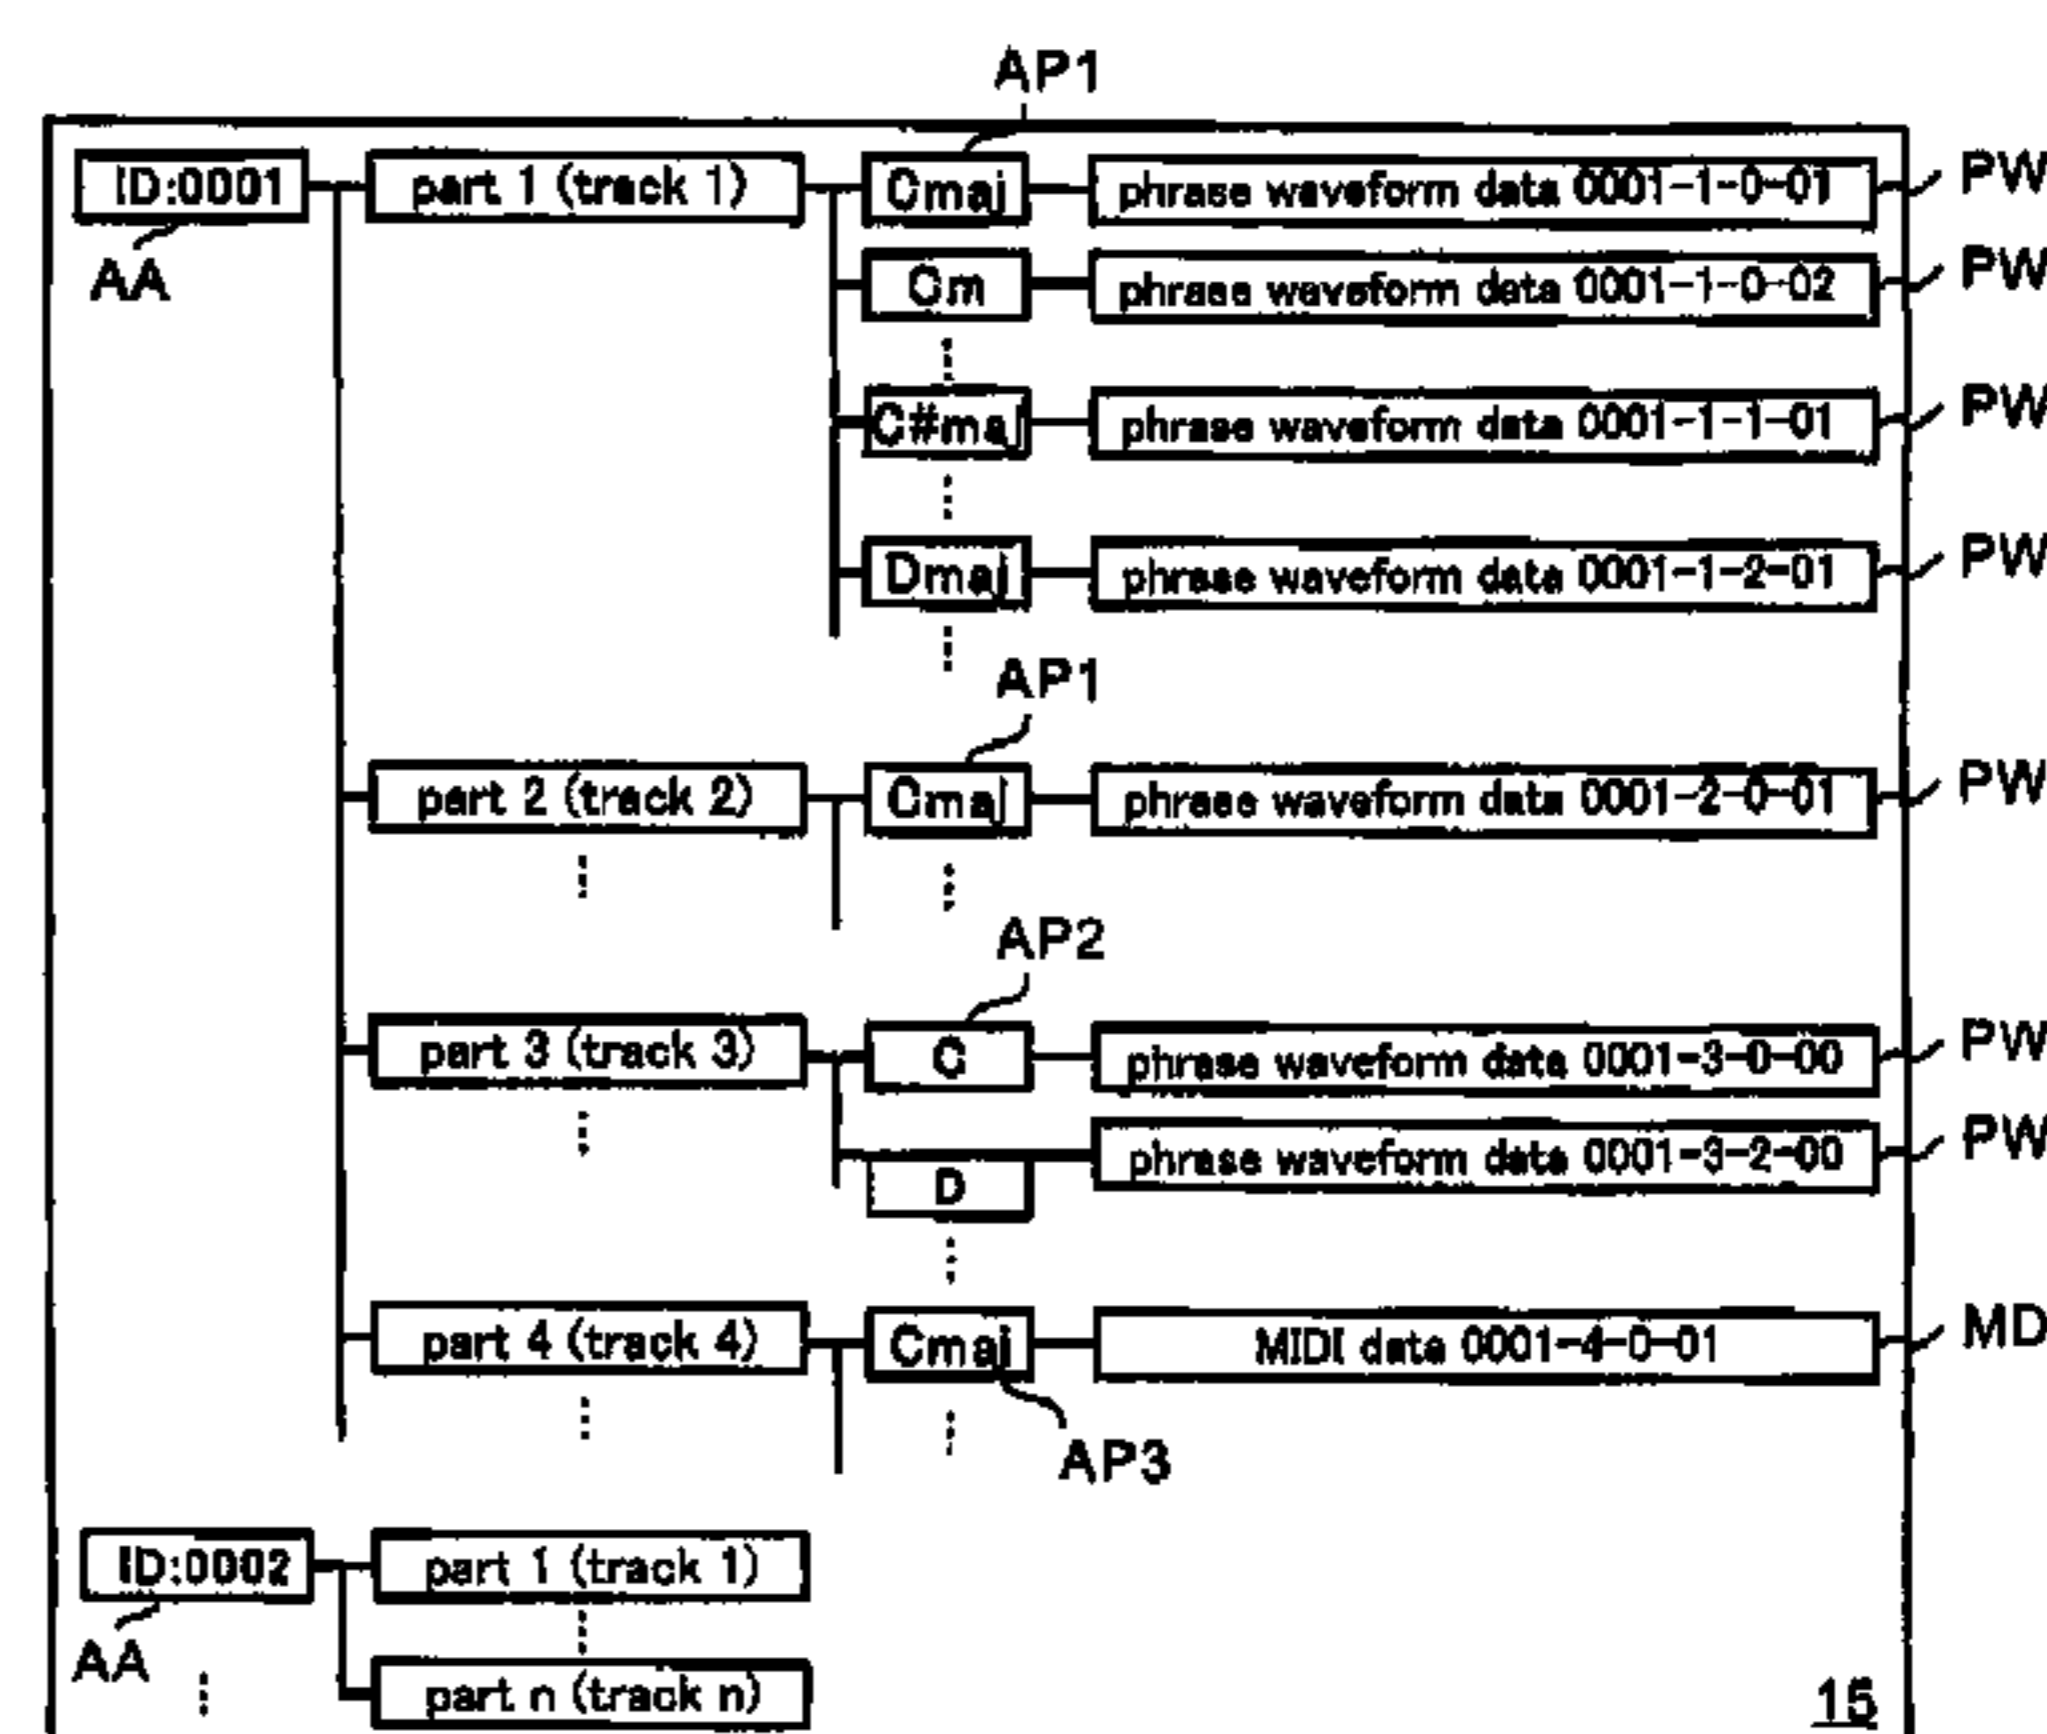 AP1
ID:0001 part 1 (track 1) Cmaj phrase waveform data 0001-1-0-01 PW
AA Cm phrase waveform data 0001-1-0-02 PW
C#maj phrase waveform data 0001-1-1-01 PW
Dmaj phrase waveform data 0001-1-2-01 PW
AP1
part 2 (track 2) Cmaj phrase waveform data 0001-2-0-01 PW
AP2
part 3 (track 3) C phrase waveform data 0001-3-0-00 PW
D phrase waveform data 0001-3-2-00 PW
part 4 (track 4) Cmaj MIDI data 0001-4-0-01 MD
AP3
ID:0002 part 1 (track 1)
AA
part n (track n) 15